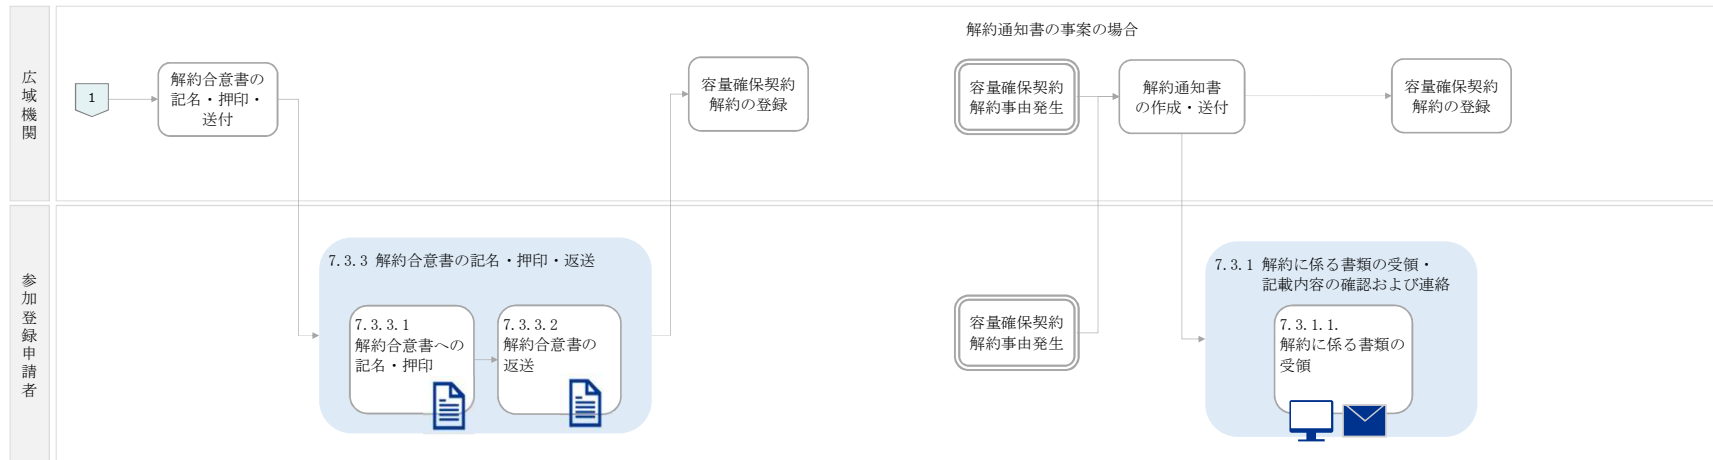 広域機関
1
解約合意書の
記名・押印・
送付
容量確保契約
解約の登録
解約通知書の事案の場合
容量確保契約
解約事由発生
解約通知書
の作成・送付
容量確保契約
解約の登録
参加登録申請者
7.3.3 解約合意書の記名・押印・返送
7.3.3.1
解約合意書への
記名・押印
7.3.3.2
解約合意書の
返送
容量確保契約
解約事由発生
7.3.1 解約に係る書類の受領・
記載内容の確認および連絡
7.3.1.1.
解約に係る書類の
受領